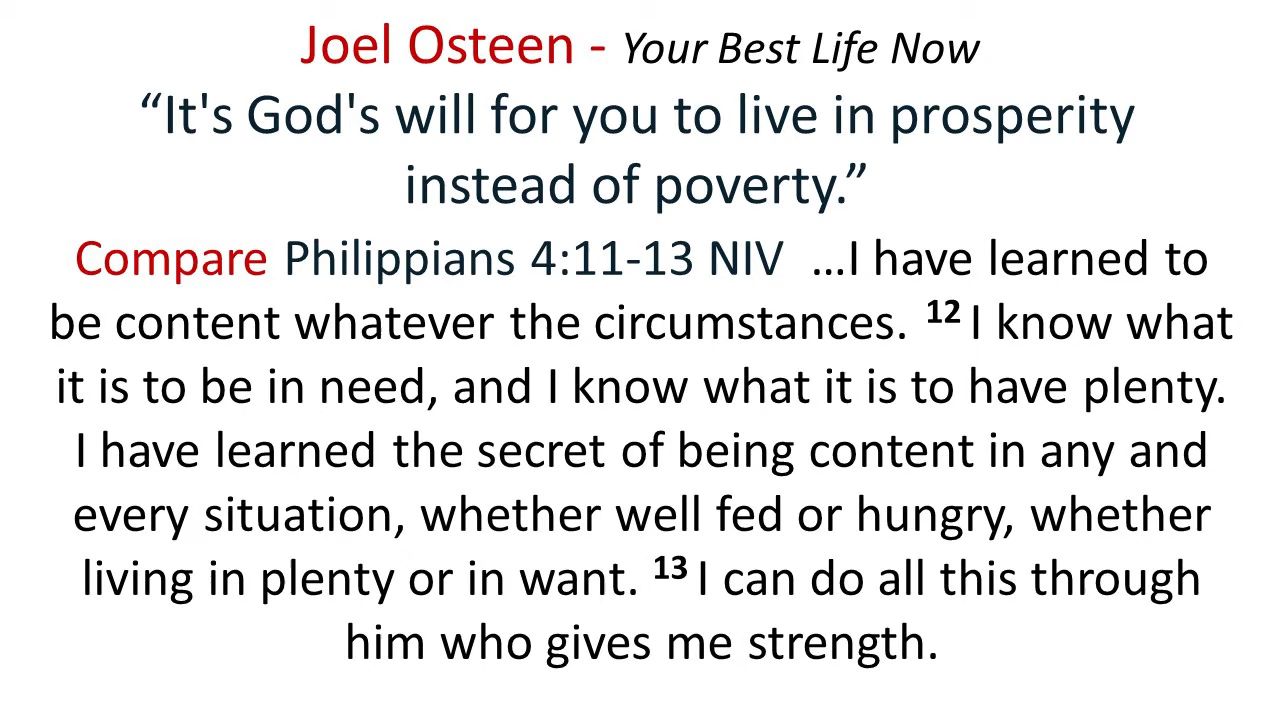 Joel Osteen - Your Best Life Now
“It's God's will for you to live in prosperity
instead of poverty.”
Compare Philippians 4:11-13 NIV  …I have learned to
be content whatever the circumstances. 12 I know what
it is to be in need, and I know what it is to have plenty.
I have learned the secret of being content in any and
every situation, whether well fed or hungry, whether
living in plenty or in want. 13 I can do all this through
him who gives me strength.